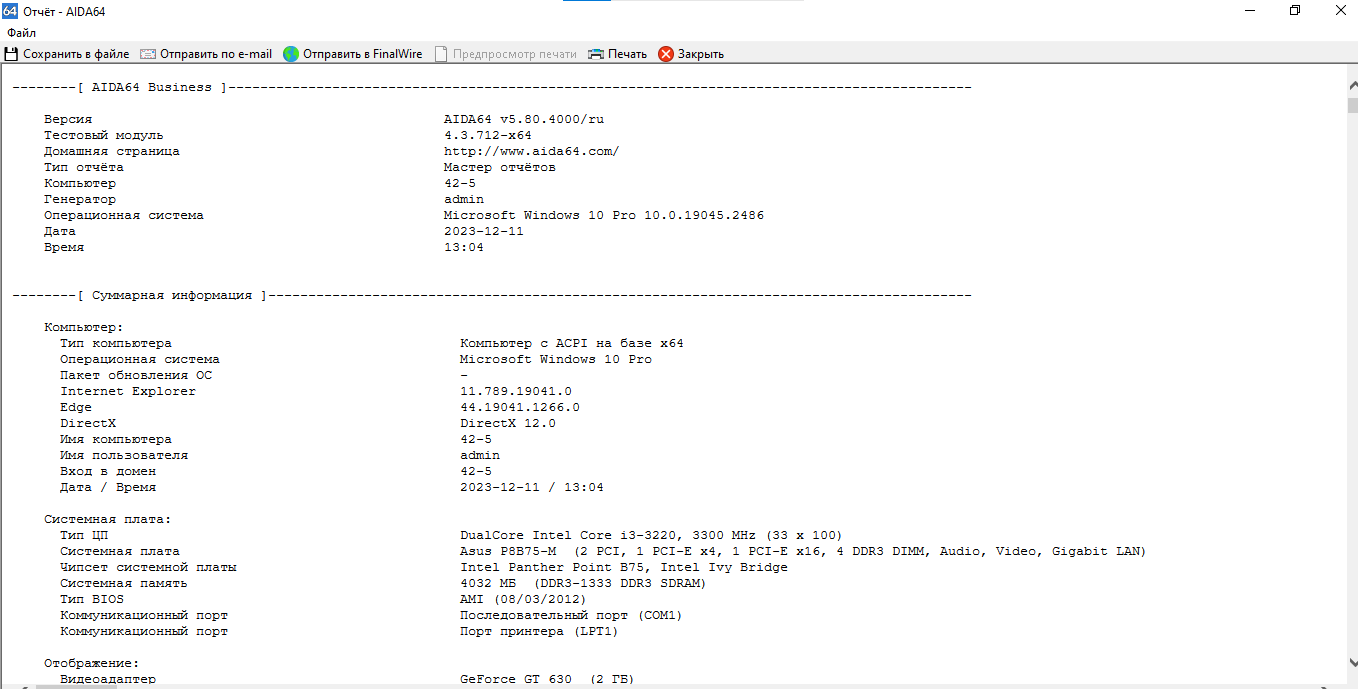 64 Отчёт - AIDA64
Файл
Сохранить в файле Отправить по e-mail Отправить в FinalWire Предпросмотр печати Печать Закрыть
--------[ AIDA64 Business ]---------------------------------------------------------------------------------------------
Версия AIDA64 v5.80.4000/ru
Тестовый модуль 4.3.712-x64
Домашняя страница http://www.aida64.com/
Тип отчёта Мастер отчётов
Компьютер 42-5
Генератор admin
Операционная система Microsoft Windows 10 Pro 10.0.19045.2486
Дата 2023-12-11
Время 13:04
--------[ Суммарная информация ]----------------------------------------------------------------------------------------
Компьютер:
Тип компьютера Компьютер с ACPI на базе x64
Операционная система Microsoft Windows 10 Pro
Пакет обновления ОС -
Internet Explorer 11.789.19041.0
Edge 44.19041.1266.0
DirectX DirectX 12.0
Имя компьютера 42-5
Имя пользователя admin
Вход в домен 42-5
Дата / Время 2023-12-11 / 13:04
Системная плата:
Тип ЦП DualCore Intel Core i3-3220, 3300 MHz (33 x 100)
Системная плата Asus P8B75-M (2 PCI, 1 PCI-E x4, 1 PCI-E x16, 4 DDR3 DIMM, Audio, Video, Gigabit LAN)
Чипсет системной платы Intel Panther Point B75, Intel Ivy Bridge
Системная память 4032 МБ (DDR3-1333 DDR3 SDRAM)
Тип BIOS AMI (08/03/2012)
Коммуникационный порт Последовательный порт (COM1)
Коммуникационный порт Порт принтера (LPT1)
Отображение:
Видеоадаптер GeForce GT 630 (2 ГБ)